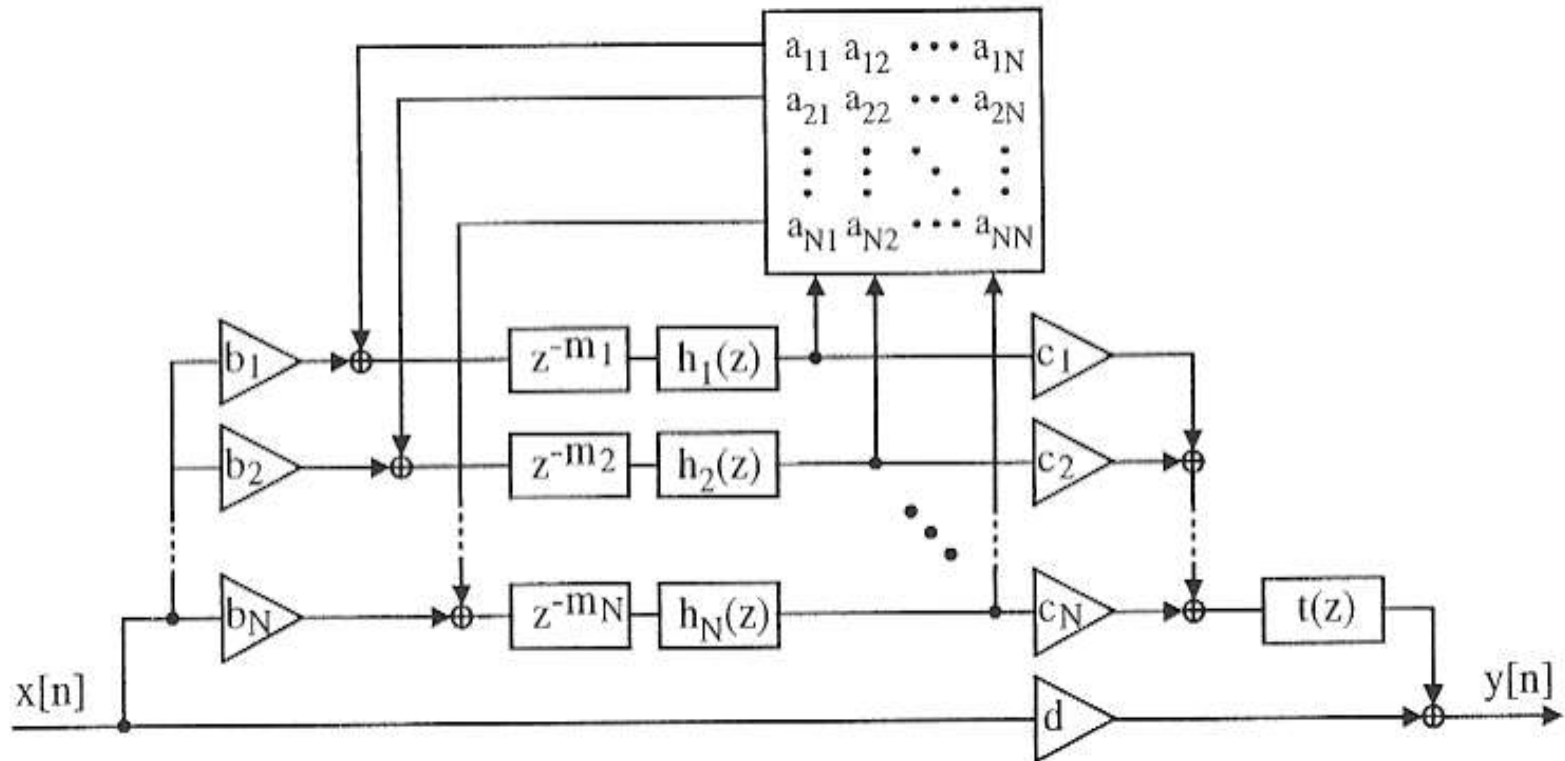 a₁₁ a₁₂ ••• a₁N
a₂₁ a₂₂ ••• a₂N
aN₁ aN₂ ••• aNN
b₁ z⁻ᵐ¹ h₁(z) c₁
b₂ z⁻ᵐ² h₂(z) c₂
bN z⁻ᵐN hN(z) cN t(z)
x[n] d y[n]